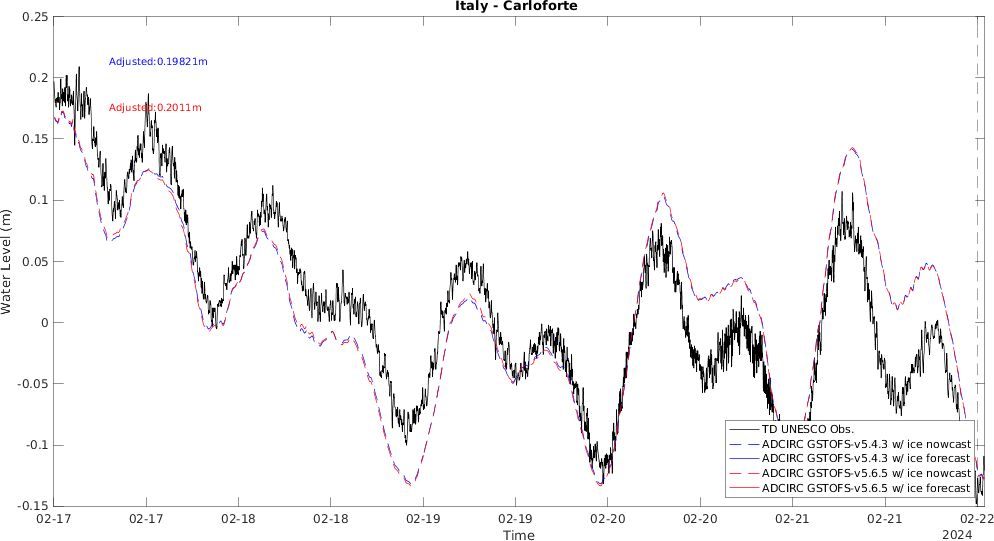 Italy - Carloforte
0.25
0.2
0.15
0.1
0.05
0
-0.05
-0.1
-0.15
Water Level (m)
Adjusted:0.19821m
Adjusted:0.2011m
TD UNESCO Obs.
ADCIRC GSTOFS-v5.4.3 w/ ice nowcast
ADCIRC GSTOFS-v5.4.3 w/ ice forecast
ADCIRC GSTOFS-v5.6.5 w/ ice nowcast
ADCIRC GSTOFS-v5.6.5 w/ ice forecast
02-17 02-17 02-18 02-18 02-19 02-19 02-20 02-20 02-21 02-21 02-22
Time
2024